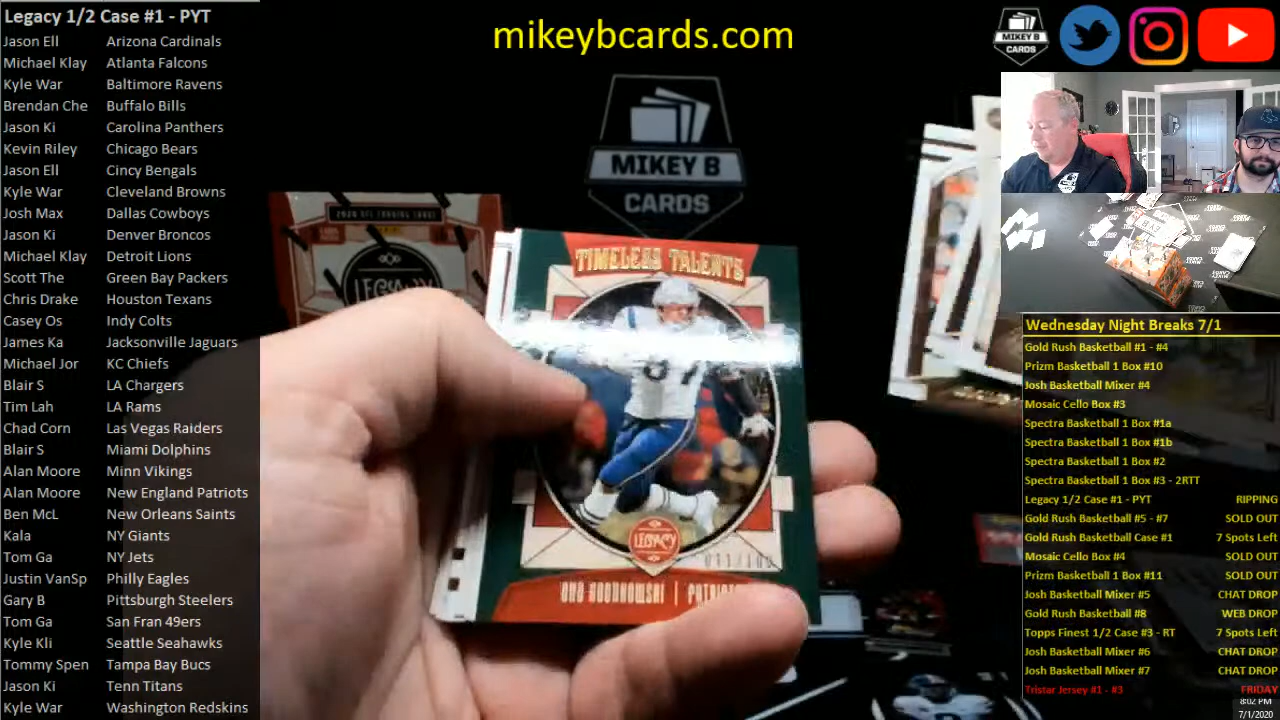 Legacy 1/2 Case #1 - PYT
Jason Ell Arizona Cardinals
Michael Klay Atlanta Falcons
Kyle War Baltimore Ravens
Brendan Che Buffalo Bills
Jason Ki Carolina Panthers
Kevin Riley Chicago Bears
Jason Ell Cincy Bengals
Kyle War Cleveland Browns
Josh Max Dallas Cowboys
Jason Ki Denver Broncos
Michael Klay Detroit Lions
Scott The Green Bay Packers
Chris Drake Houston Texans
Casey Os Indy Colts
James Ka Jacksonville Jaguars
Michael Jor KC Chiefs
Blair S LA Chargers
Tim Lah LA Rams
Chad Corn Las Vegas Raiders
Blair S Miami Dolphins
Alan Moore Minn Vikings
Alan Moore New England Patriots
Ben McL New Orleans Saints
Kala NY Giants
Tom Ga NY Jets
Justin VanSp Philly Eagles
Gary B Pittsburgh Steelers
Tom Ga San Fran 49ers
Kyle Kli Seattle Seahawks
Tommy Spen Tampa Bay Bucs
Jason Ki Tenn Titans
Kyle War Washington Redskins
mikeybcards.com
MIKEY B
CARDS
MIKEY B
CARDS
TIMELESS TALENTS
LEGACY
Wednesday Night Breaks 7/1
Gold Rush Basketball #1 - #4
Prizm Basketball 1 Box #10
Josh Basketball Mixer #4
Mosaic Cello Box #3
Spectra Basketball 1 Box #1a
Spectra Basketball 1 Box #1b
Spectra Basketball 1 Box #2
Spectra Basketball 1 Box #3 - 2RTT
Legacy 1/2 Case #1 - PYT RIPPING
Gold Rush Basketball #5 - #7 SOLD OUT
Gold Rush Basketball Case #1 7 Spots Left
Mosaic Cello Box #4 SOLD OUT
Prizm Basketball 1 Box #11 SOLD OUT
Josh Basketball Mixer #5 CHAT DROP
Gold Rush Basketball #8 WEB DROP
Topps Finest 1/2 Case #3 - RT 7 Spots Left
Josh Basketball Mixer #6 CHAT DROP
Josh Basketball Mixer #7 CHAT DROP
Tristar Jersey #1 - #3 FRIDAY
8:02 PM
7/1/2020